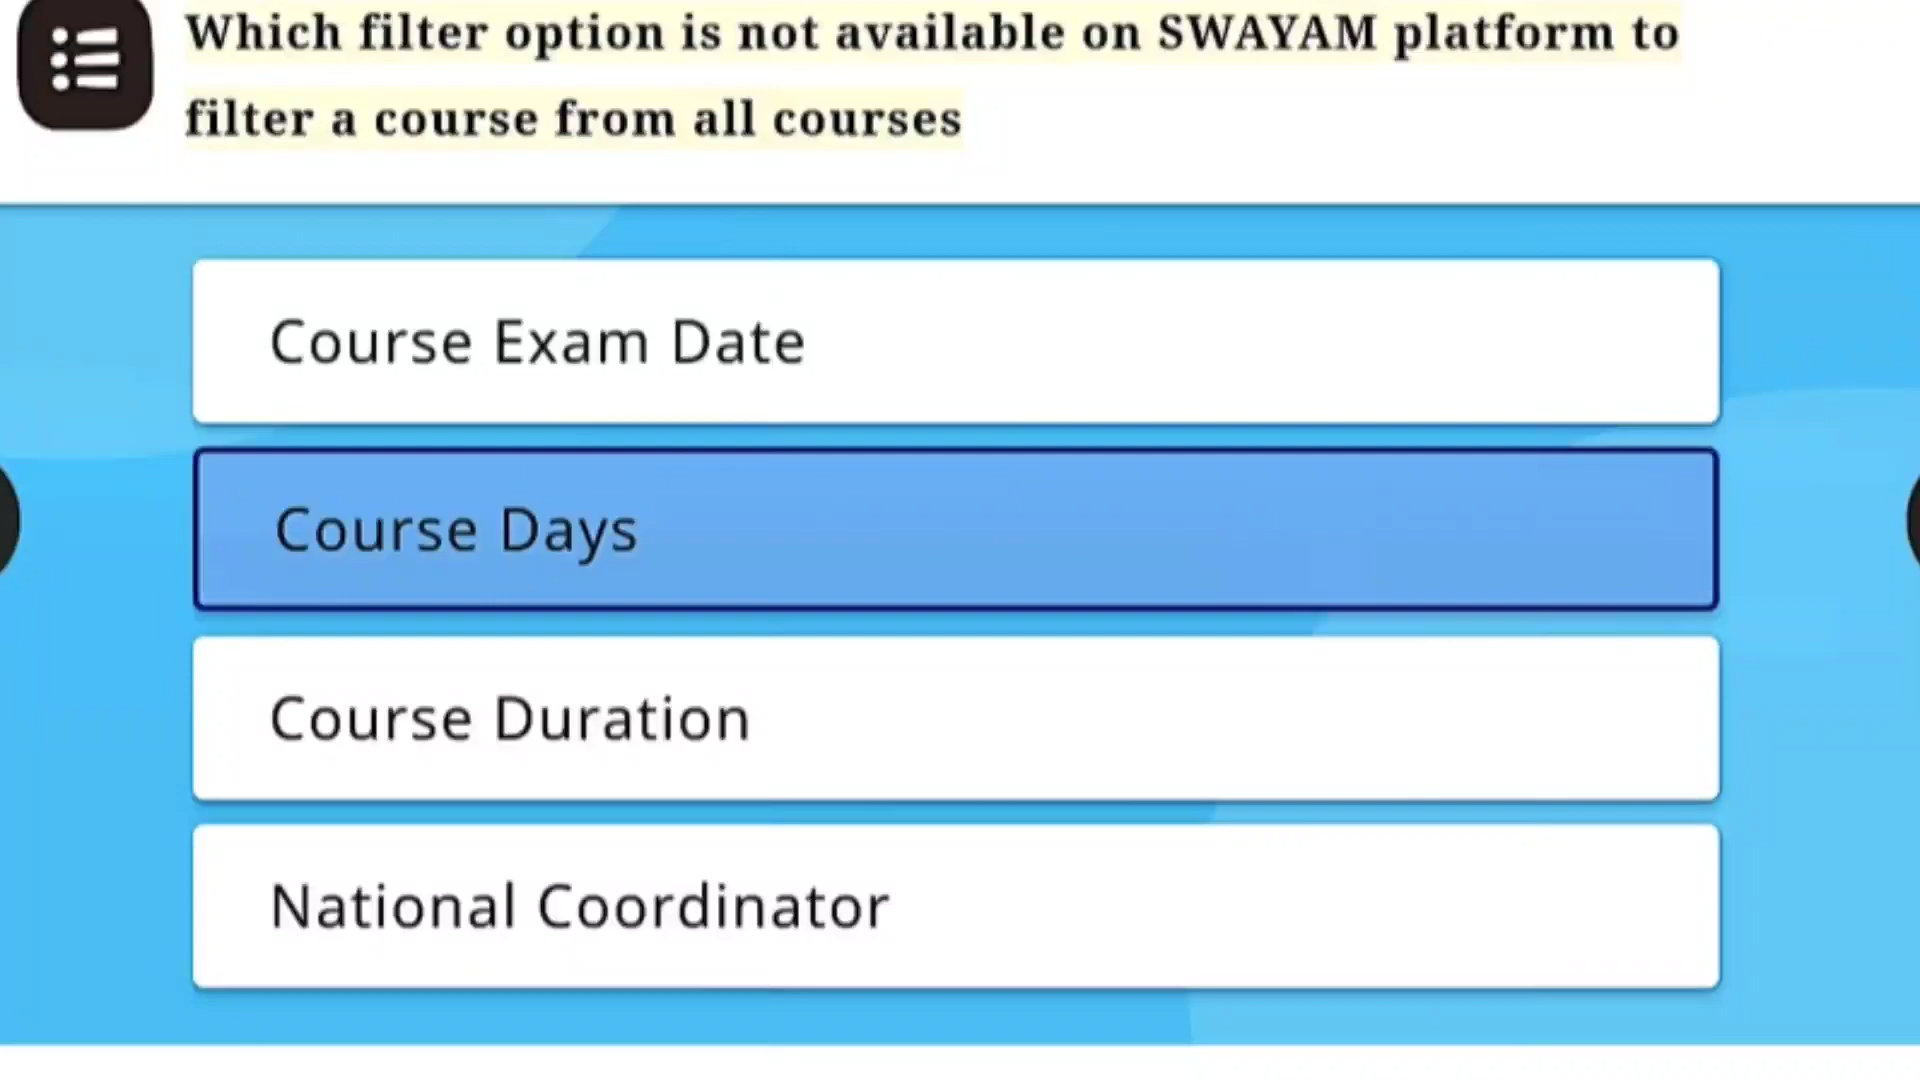 Which filter option is not available on SWAYAM platform to
filter a course from all courses
Course Exam Date
Course Days
Course Duration
National Coordinator